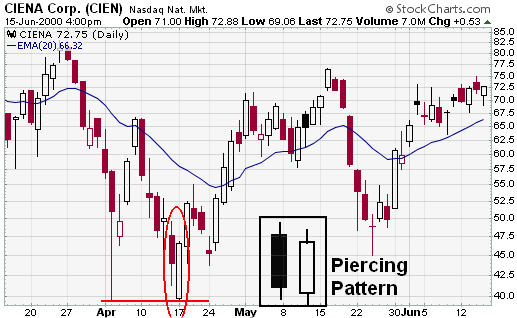 CIENA Corp. (CIEN) Nasdaq Nat. Mkt. © StockCharts.com
15-Jun-2000 4:00pm Open 71.00 High 72.88 Low 69.06 Last 72.75 Volume 7.0M Chg +0.53
CIENA 72.75 (Daily)
EMA(20) 66.32
85.0
82.5
80.0
77.5
75.0
72.5
70.0
67.5
65.0
62.5
60.0
57.5
55.0
52.5
50.0
47.5
45.0
42.5
40.0
Piercing
Pattern
20 27 Apr 10 17 24 May 8 15 22 Jun5 12